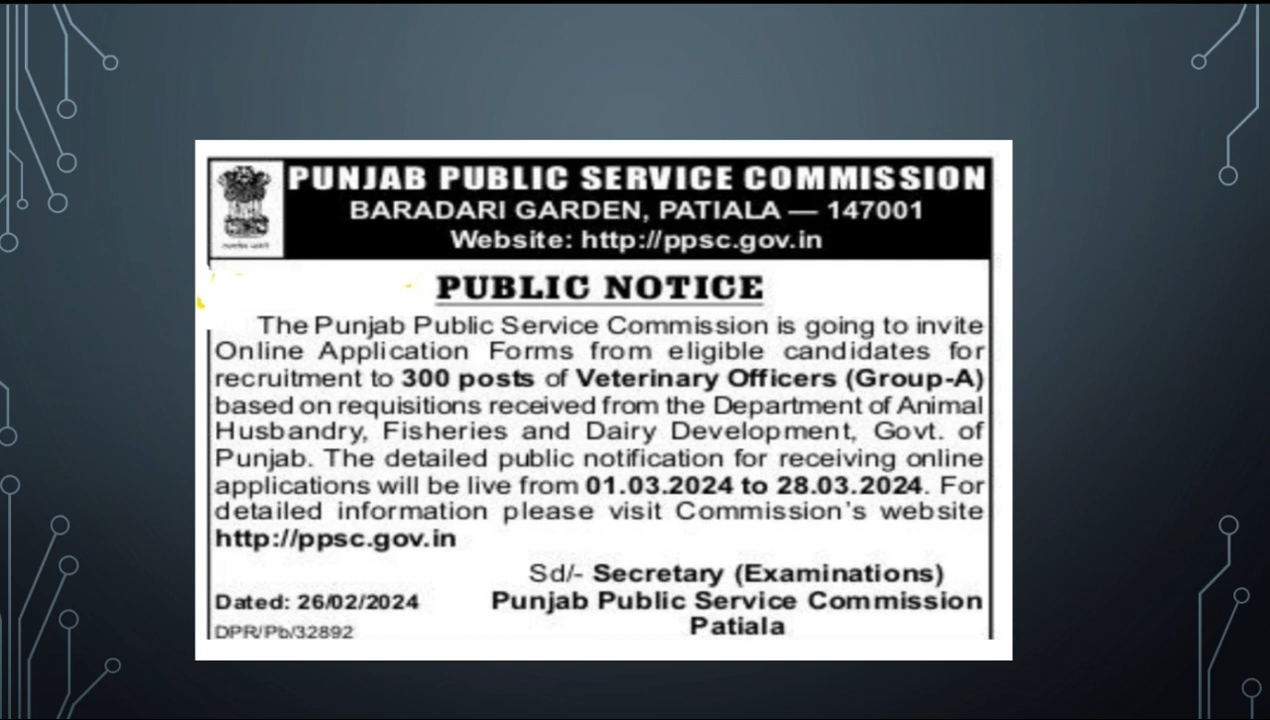 PUNJAB PUBLIC SERVICE COMMISSION
BARADARI GARDEN, PATIALA — 147001
Website: http://ppsc.gov.in
PUBLIC NOTICE
The Punjab Public Service Commission is going to invite
Online Application Forms from eligible candidates for
recruitment to 300 posts of Veterinary Officers (Group-A)
based on requisitions received from the Department of Animal
Husbandry, Fisheries and Dairy Development, Govt. of
Punjab. The detailed public notification for receiving online
applications will be live from 01.03.2024 to 28.03.2024. For
detailed information please visit Commission's website
http://ppsc.gov.in
Sd/- Secretary (Examinations)
Dated: 26/02/2024 Punjab Public Service Commission
DPR/Pb/32892 Patiala